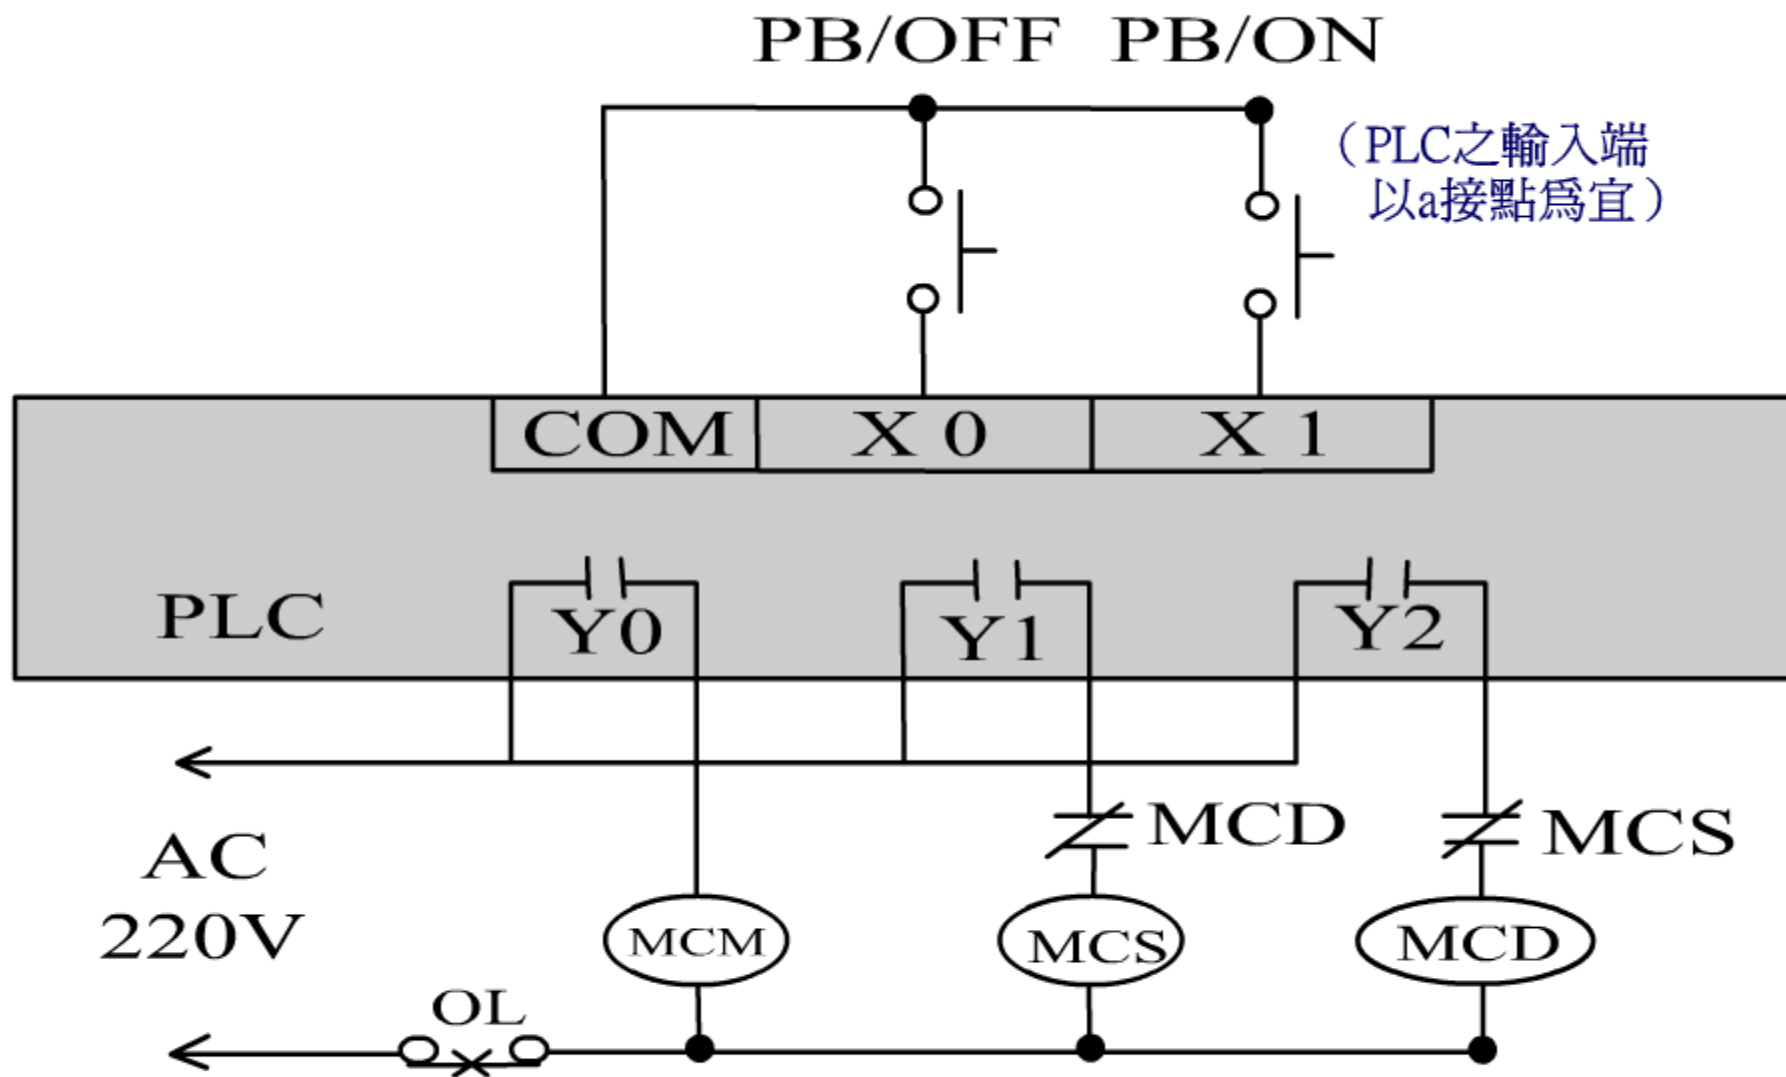 PB/OFF PB/ON
（PLC之輸入端
以a接點爲宜）
COM X 0 X 1
PLC Y0 Y1 Y2
MCD MCS
AC
220V
MCM MCS MCD
OL